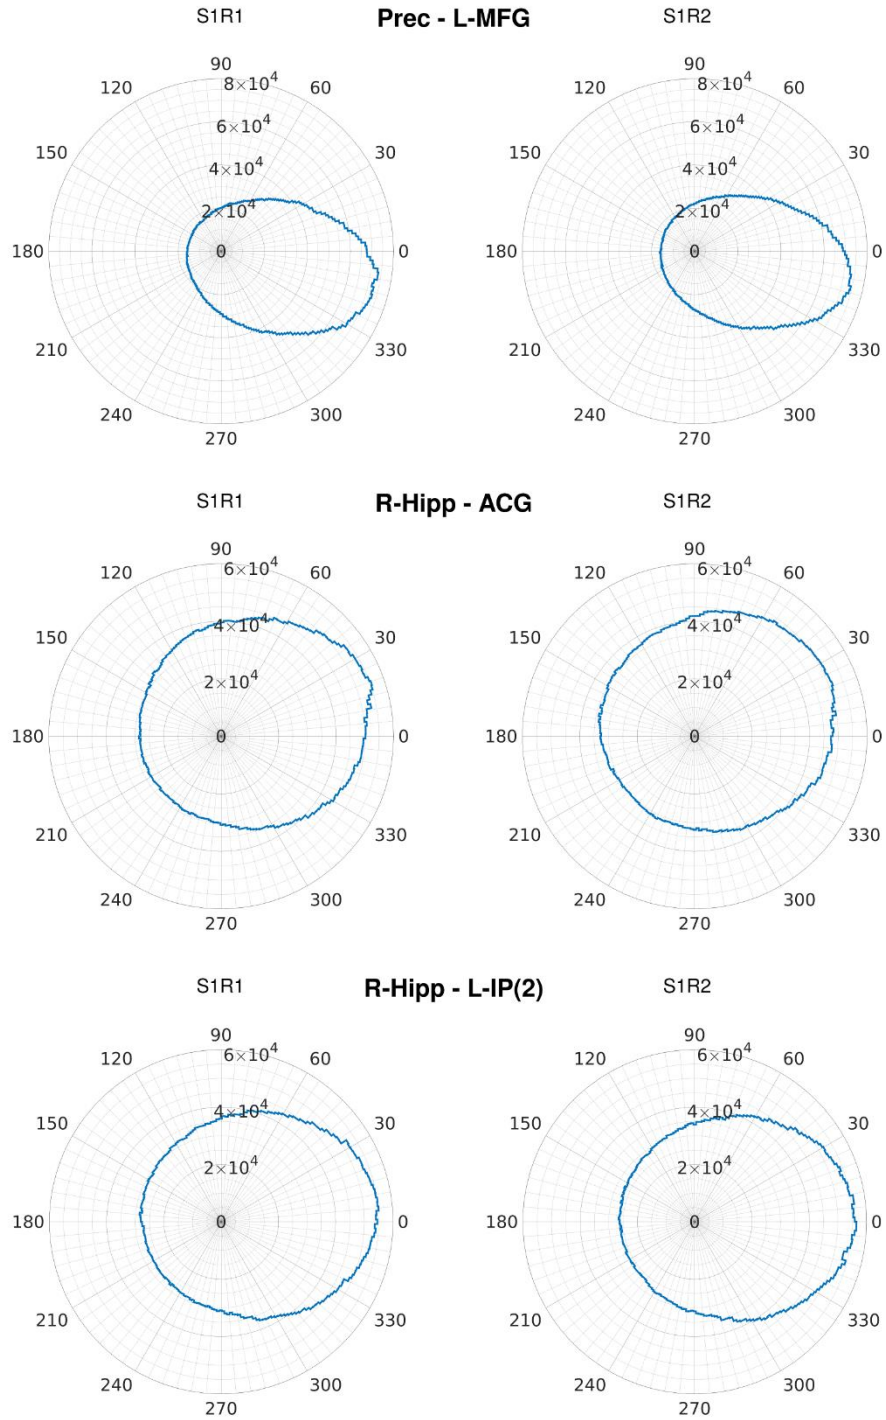 S1R1 Prec - L-MFG S1R2
90 90
120 8×10⁴ 60 120 8×10⁴ 60
6×10⁴ 6×10⁴
150 30 150 30
4×10⁴ 4×10⁴
2×10⁴ 2×10⁴
180 0 0 180 0 0
210 330 210 330
240 300 240 300
270 270
S1R1 R-Hipp - ACG S1R2
90 90
120 6×10⁴ 60 120 6×10⁴ 60
150 4×10⁴ 30 150 4×10⁴ 30
2×10⁴ 2×10⁴
180 0 0 180 0 0
210 330 210 330
240 300 240 300
270 270
S1R1 R-Hipp - L-IP(2) S1R2
90 90
120 6×10⁴ 60 120 6×10⁴ 60
150 4×10⁴ 30 150 4×10⁴ 30
2×10⁴ 2×10⁴
180 0 0 180 0 0
210 330 210 330
240 300 240 300
270 270